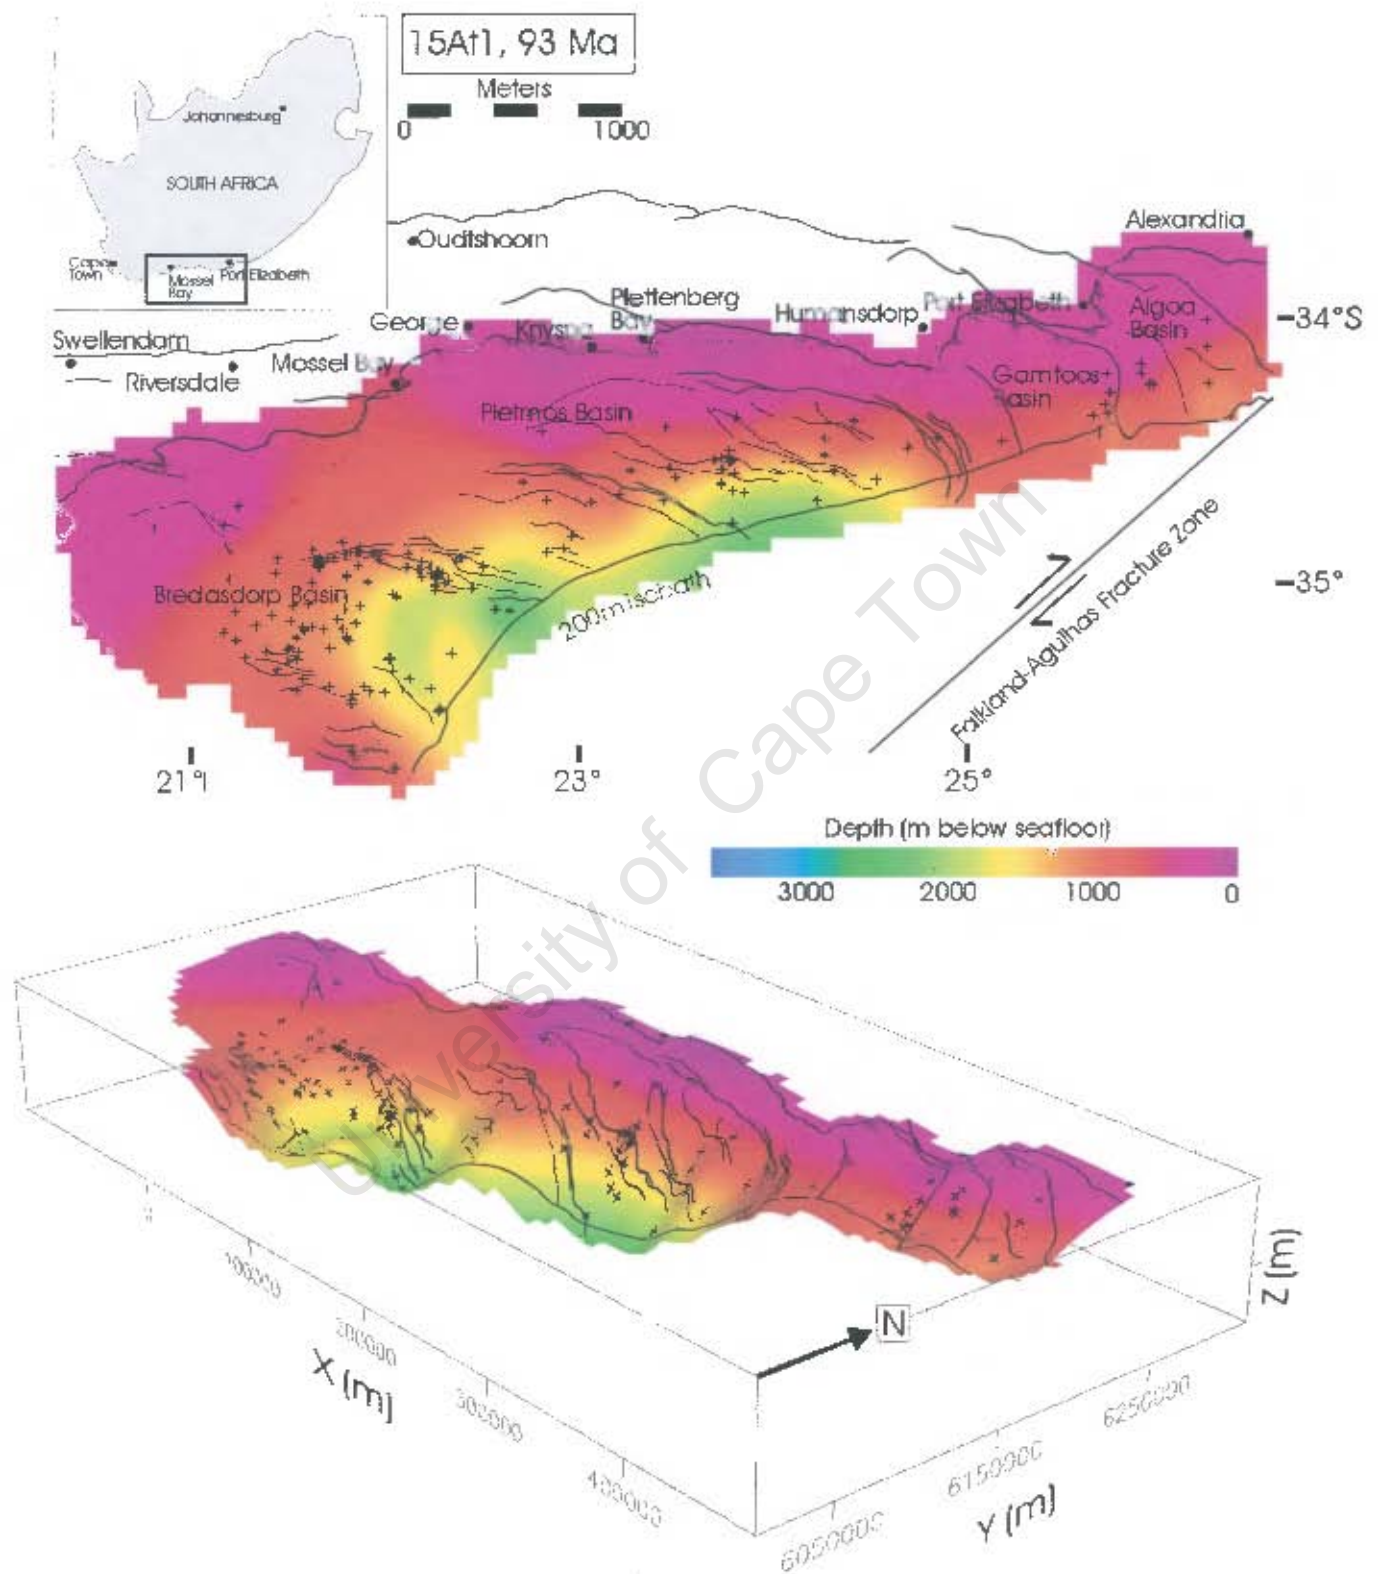 15At1, 93 Ma
Meters
0 1000
Johannesburg
SOUTH AFRICA
Cape
Town
Mossel
Bay
Port Elizabeth
Oudtshoorn
Alexandria
Plettenberg
Bay
Humansdorp
Port Elizabeth
Algoa
Basin
34°S
George
Knysna
Swellendam
Mossel Bay
Riversdale
Gamtoos
Basin
Pletmos Basin
35°
Bredasdorp Basin
200m isobath
Falkland-Agulhas Fracture Zone
23°
25°
Depth (m below seafloor)
3000 2000 1000 0
University of Cape Town
N
Z (m)
100000
200000
300000
400000
X (m)
6050000
6150000
6250000
Y (m)